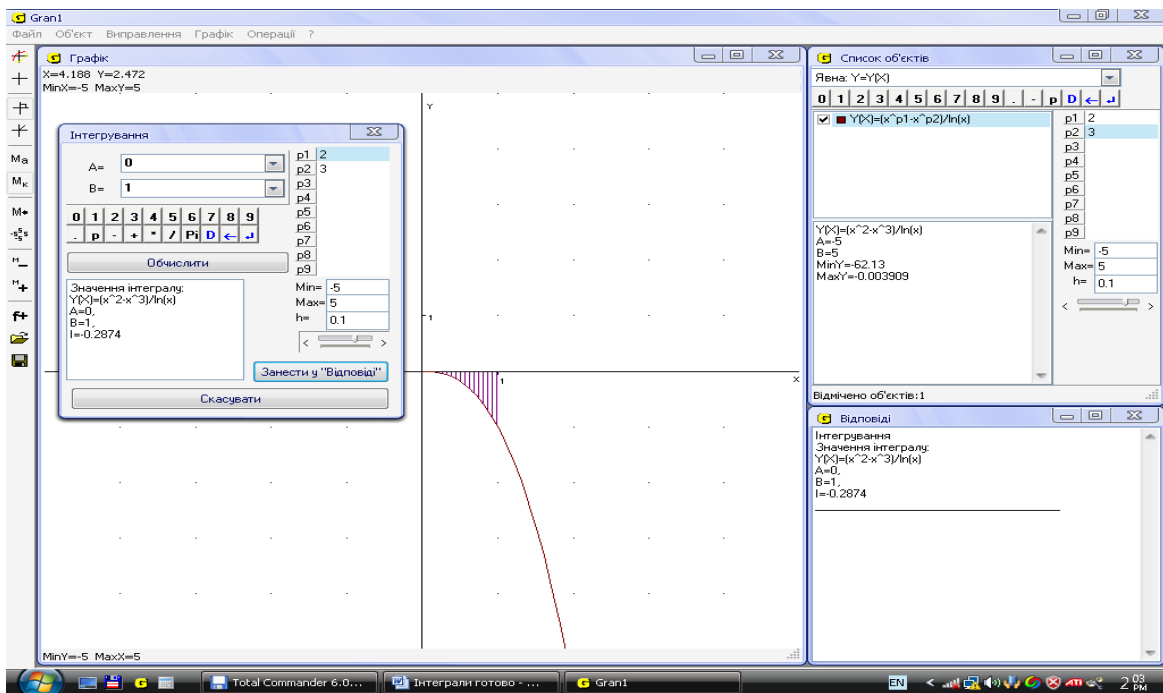 Gran1
Файл Об'єкт Виправлення Графік Операції ?
Графік
X=4.188 Y=2.472
MinX=-5 MaxY=5
Y
1
1
X
MinY=-5 MaxX=5
Інтегрування
A= 0
B= 1
0 1 2 3 4 5 6 7 8 9
. p - + * / Pi D ← ↲
Обчислити
Значення інтегралу:
Y(X)=(x^2-x^3)/ln(x)
A=0,
B=1,
I=-0.2874
p1 2
p2 3
p3
p4
p5
p6
p7
p8
p9
Min= -5
Max= 5
h= 0.1
< >
Занести у "Відповіді"
Скасувати
Ma
Mк
f+
Список об'єктів
Явна: Y=Y(X)
0 1 2 3 4 5 6 7 8 9 . - p D ← ↲
Y(X)=(x^p1-x^p2)/ln(x)
p1 2
p2 3
p3
p4
p5
p6
p7
p8
p9
Min= -5
Max= 5
h= 0.1
< >
Y(X)=(x^2-x^3)/ln(x)
A=-5
B=5
MinY=-62.13
MaxY=-0.003909
Відмічено об'єктів:1
Відповіді
Інтегрування
Значення інтегралу:
Y(X)=(x^2-x^3)/ln(x)
A=0,
B=1,
I=-0.2874
Total Commander 6.0...
Інтеграли готово - ...
Gran1
EN
<
ATI
2:03 PM